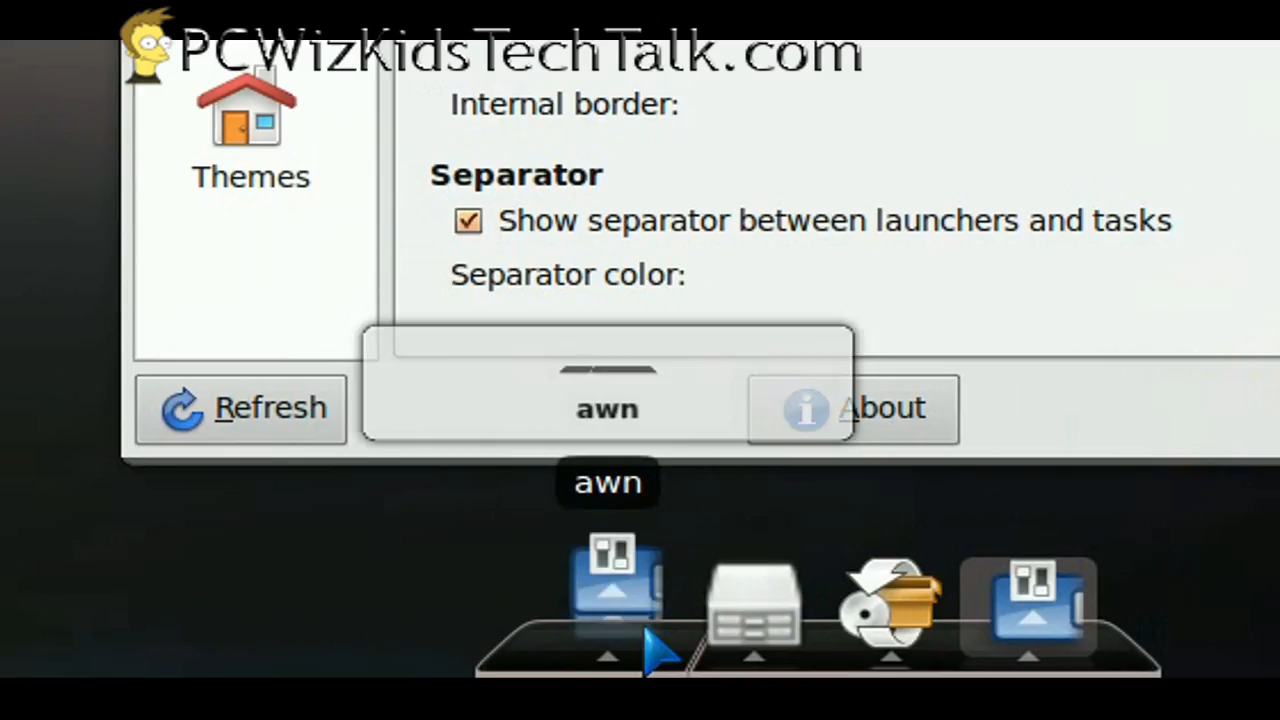 PCWizKidsTechTalk.com
Internal border:
Themes
Separator
Show separator between launchers and tasks
Separator color:
Refresh
awn
About
awn